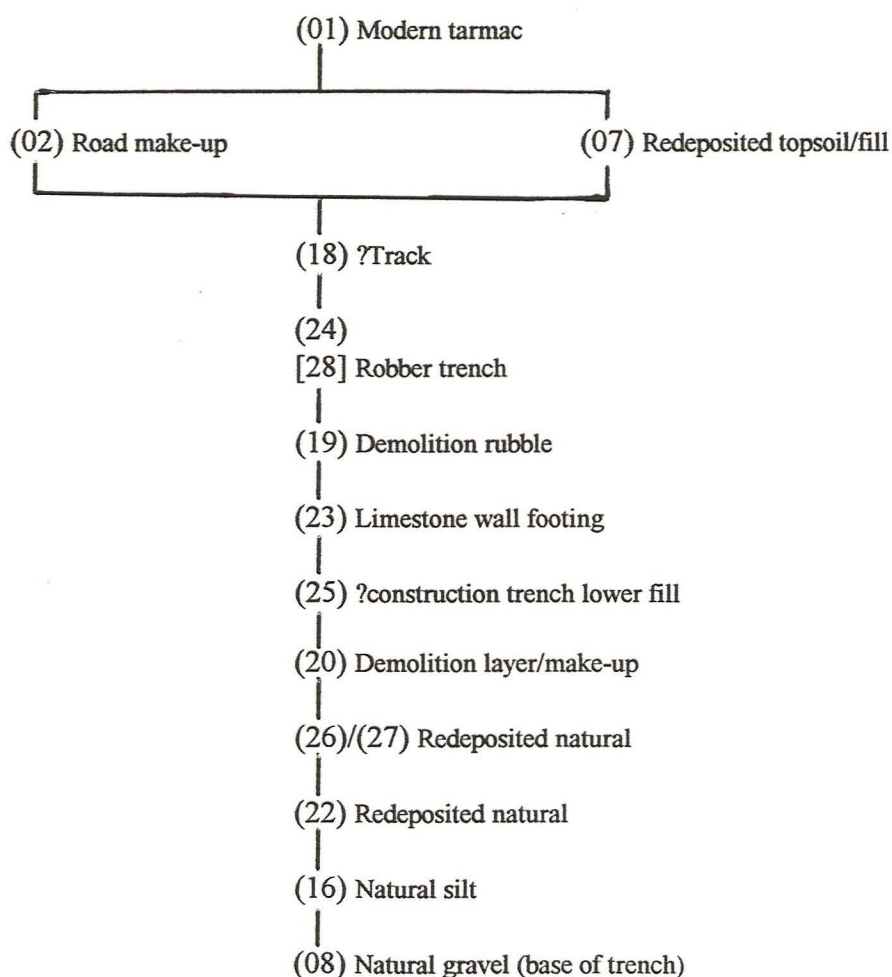 (01) Modern tarmac
(02) Road make-up
(07) Redeposited topsoil/fill
(18) ?Track
(24)
[28] Robber trench
(19) Demolition rubble
(23) Limestone wall footing
(25) ?construction trench lower fill
(20) Demolition layer/make-up
(26)/(27) Redeposited natural
(22) Redeposited natural
(16) Natural silt
(08) Natural gravel (base of trench)